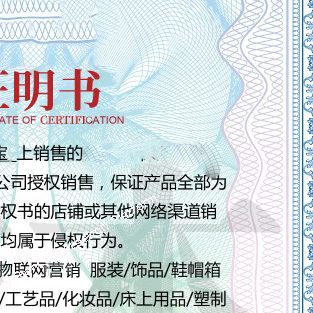 证明书
ATE OF CERTIFICATION
宝 上销售的
公司授权销售，保证产品全部为
权书的店铺或其他网络渠道销
均属于侵权行为。
物联网营销 服装/饰品/鞋帽箱
/工艺品/化妆品/床上用品/塑制